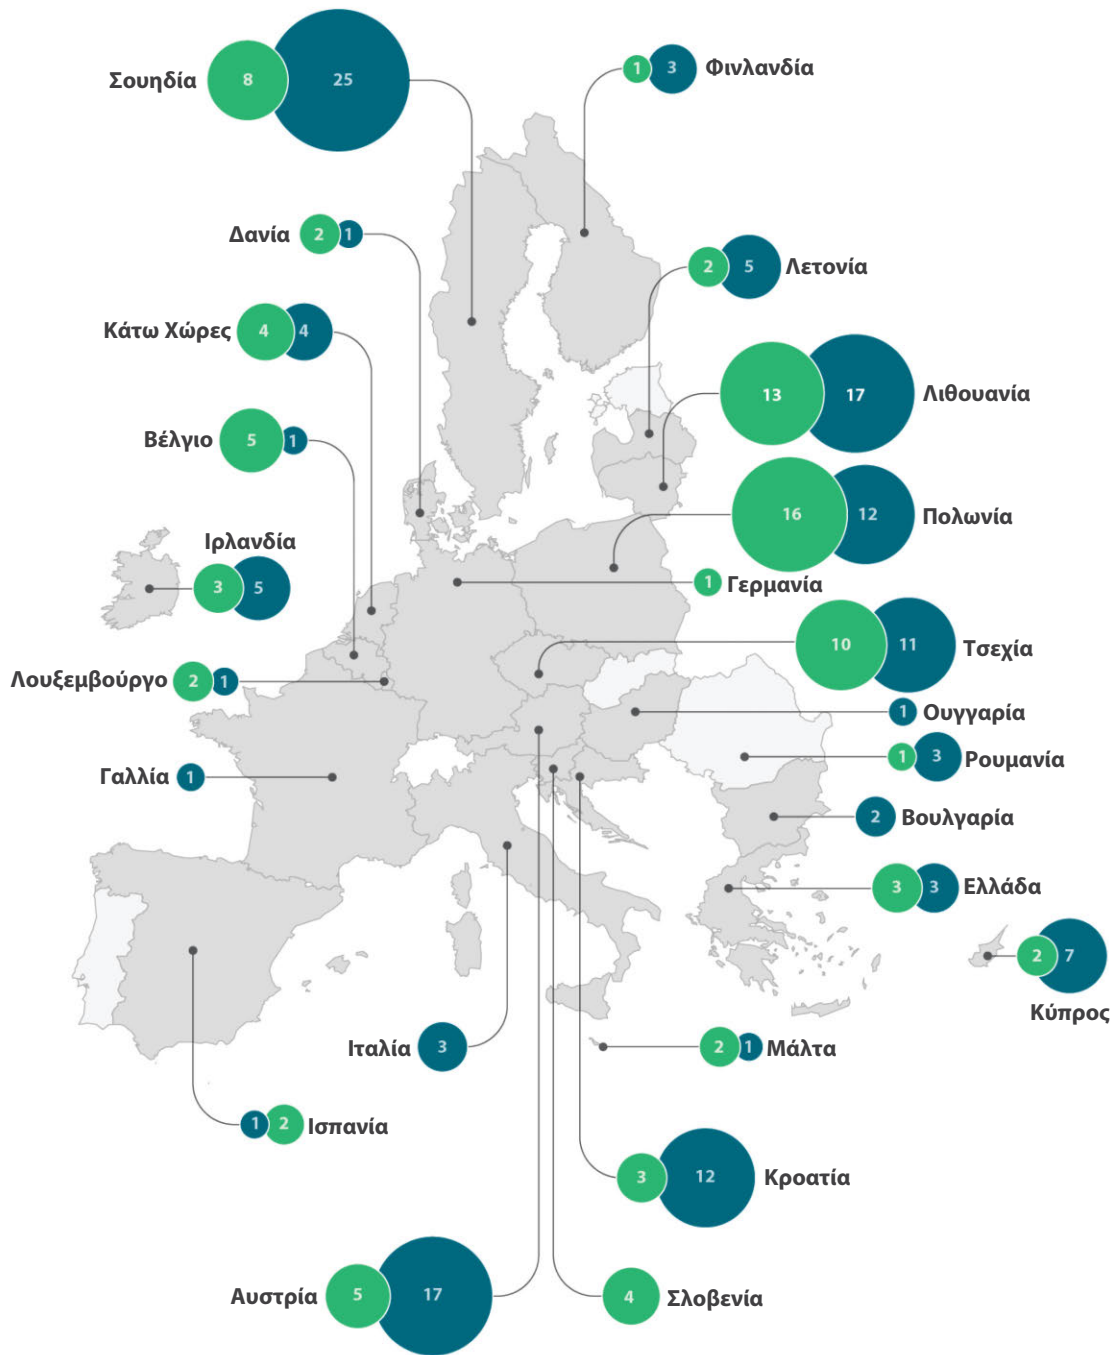 Σουηδία 8 25
1 3 Φινλανδία
Δανία 2 1
2 5 Λετονία
Κάτω Χώρες 4 4
13 17 Λιθουανία
Βέλγιο 5 1
16 12 Πολωνία
Ιρλανδία
3 5
1 Γερμανία
10 11 Τσεχία
Λουξεμβούργο 2 1
1 Ουγγαρία
1 3 Ρουμανία
Γαλλία 1
2 Βουλγαρία
3 3 Ελλάδα
2 7
Κύπρος
Ιταλία 3
2 1 Μάλτα
1 2 Ισπανία
3 12 Κροατία
Αυστρία 5 17
4 Σλοβενία